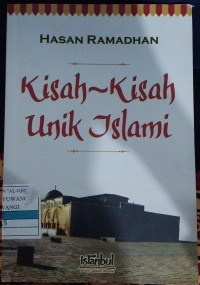 HASAN RAMADHAN
Kisah~Kisah
Unik Islami
istanbul